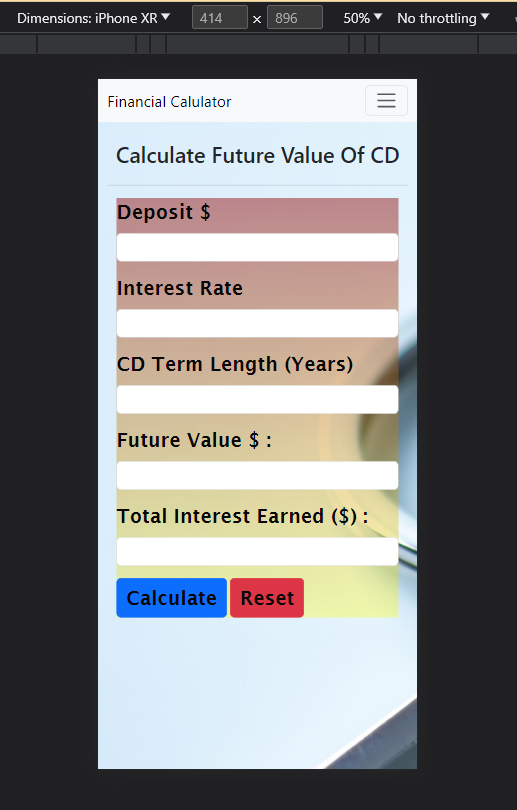 Dimensions: iPhone XR ▼ 414 × 896 50% ▼ No throttling ▼
Financial Calulator
Calculate Future Value Of CD
Deposit $
Interest Rate
CD Term Length (Years)
Future Value $ :
Total Interest Earned ($) :
Calculate Reset